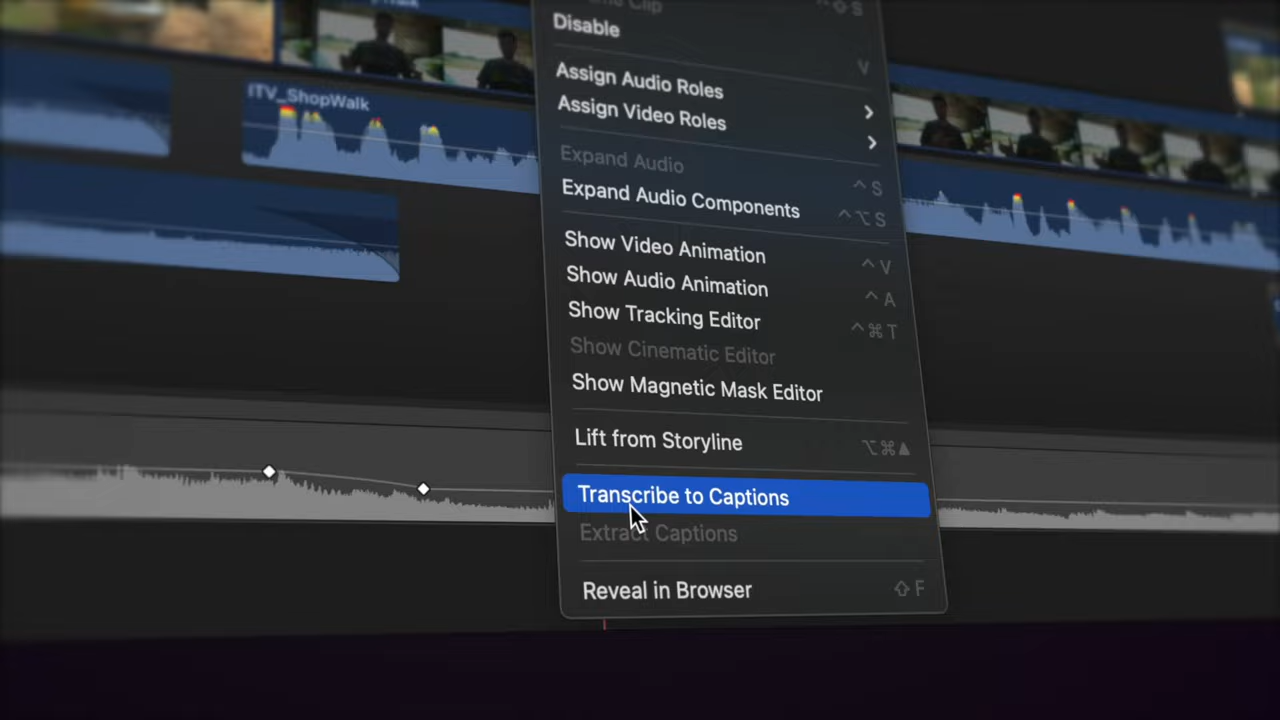 Disable
V
Assign Audio Roles
Assign Video Roles
ITV_ShopWalk
Expand Audio ^ S
Expand Audio Components ^ ⌥ S
Show Video Animation ^ V
Show Audio Animation ^ A
Show Tracking Editor ^ ⌘ T
Show Cinematic Editor
Show Magnetic Mask Editor
Lift from Storyline ⌥ ⌘ ▲
Transcribe to Captions
Extract Captions
Reveal in Browser ⇧ F